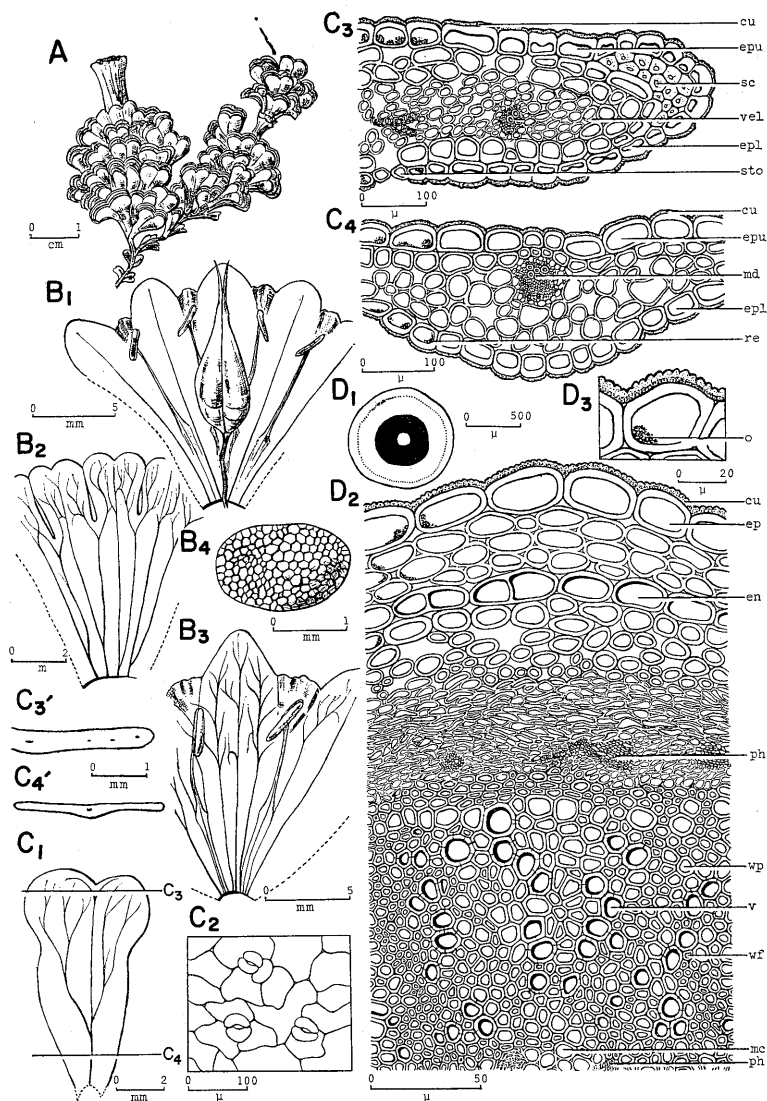 A
0 1
cm
C3
cu
epu
sc
vel
epl
sto
0 100
μ
C4
cu
epu
md
epl
re
0 100
μ
B1
0 5
mm
B2
0 2
m
B4
0 1
mm
B3
0 5
mm
C3'
0 1
mm
C4'
C1
C3
C4
0 2
mm
C2
0 100
μ
D1
0 500
μ
D3
o
0 20
μ
D2
cu
ep
en
ph
wp
v
wf
mc
ph
0 50
μ